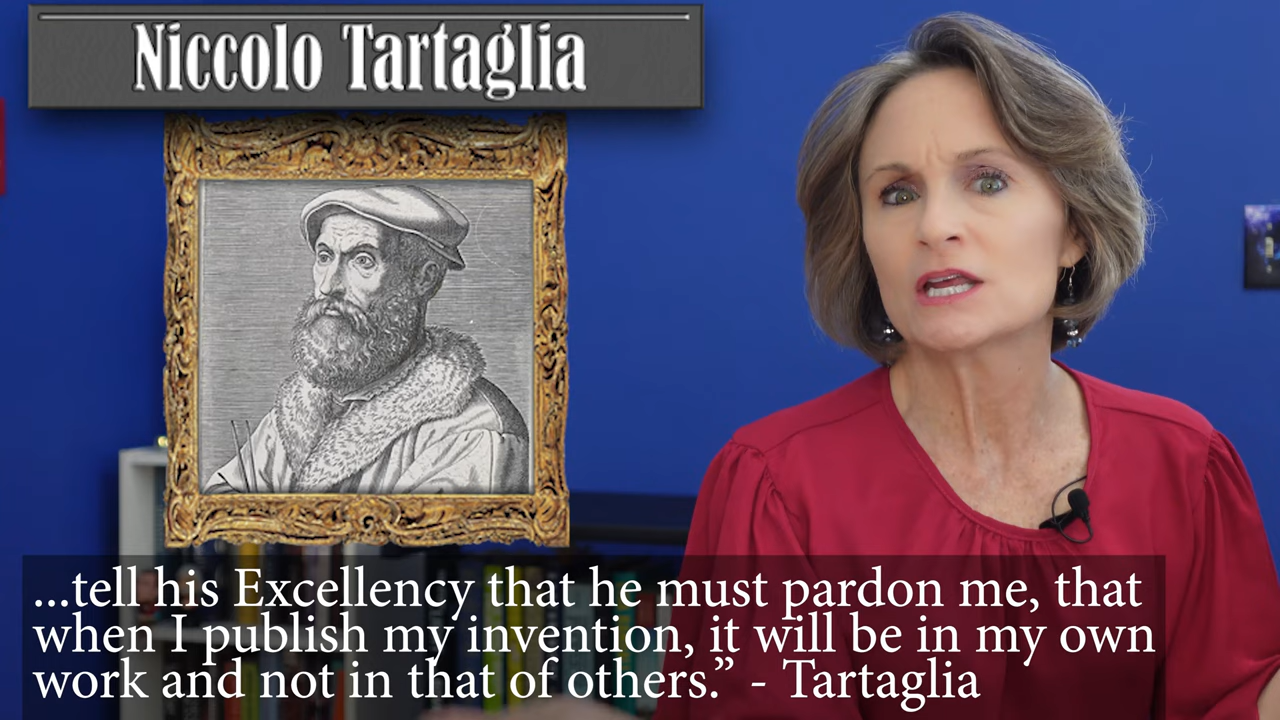 Niccolo Tartaglia
...tell his Excellency that he must pardon me, that
when I publish my invention, it will be in my own
work and not in that of others.” - Tartaglia